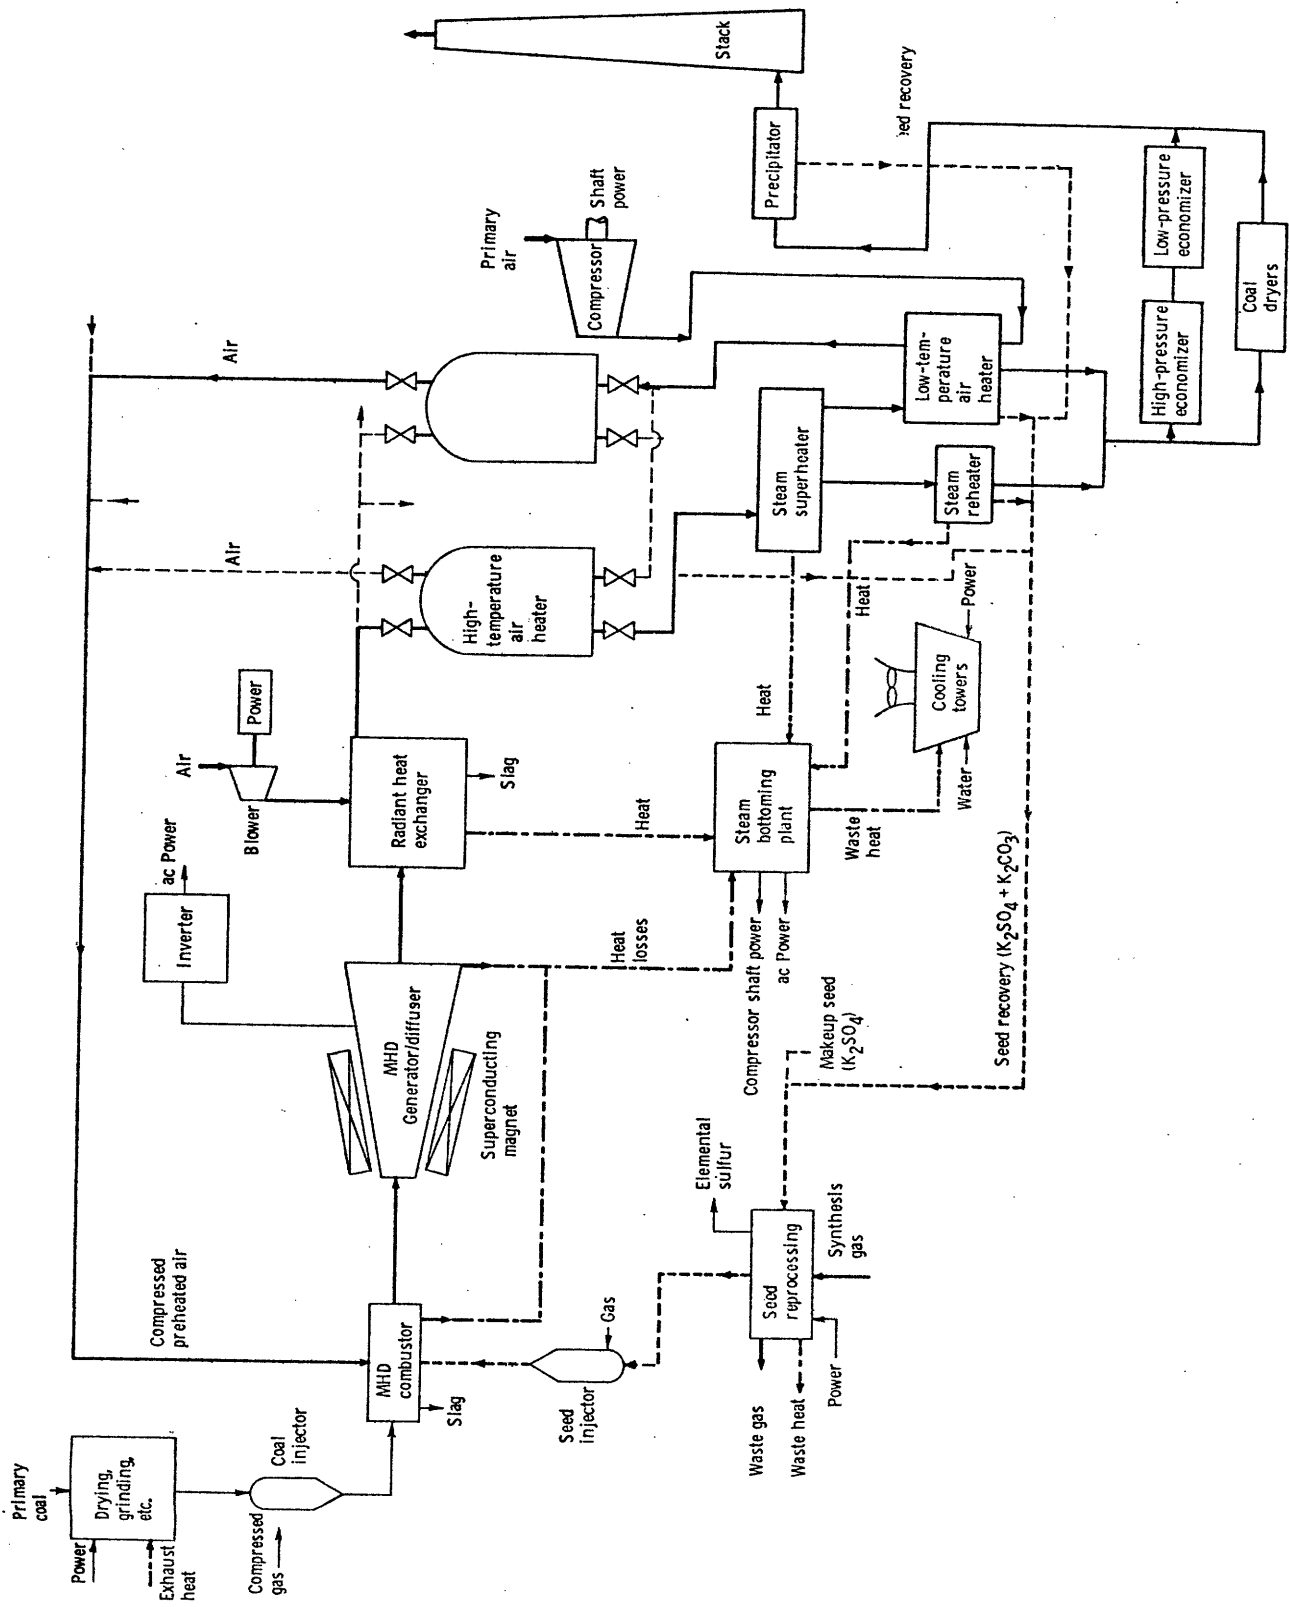 Primary
coal
Drying,
grinding,
etc.
Power
Exhaust
heat
Compressed
gas
Coal
injector
Compressed
preheated air
MHD
combustor
Slag
Seed
injector
Gas
MHD
Generator/diffuser
Superconducting
magnet
Inverter
ac Power
Heat
losses
Air
Blower
Power
Radiant heat
exchanger
Slag
Heat
Air
High-
temperature
air
heater
Air
Primary
air
Compressor
Shaft
power
Stack
Precipitator
recovery
Steam
superheater
Low-tem-
perature
air
heater
Steam
reheater
High-pressure
economizer
Low-pressure
economizer
Coal
dryers
Heat
Heat
Steam
bottoming
plant
Waste
heat
Cooling
towers
Power
Water
Compressor shaft power
ac Power
Makeup seed
(K2SO4)
Seed recovery (K2SO4 + K2CO3)
Elemental
sulfur
Seed
reprocessing
Synthesis
gas
Waste gas
Waste heat
Power